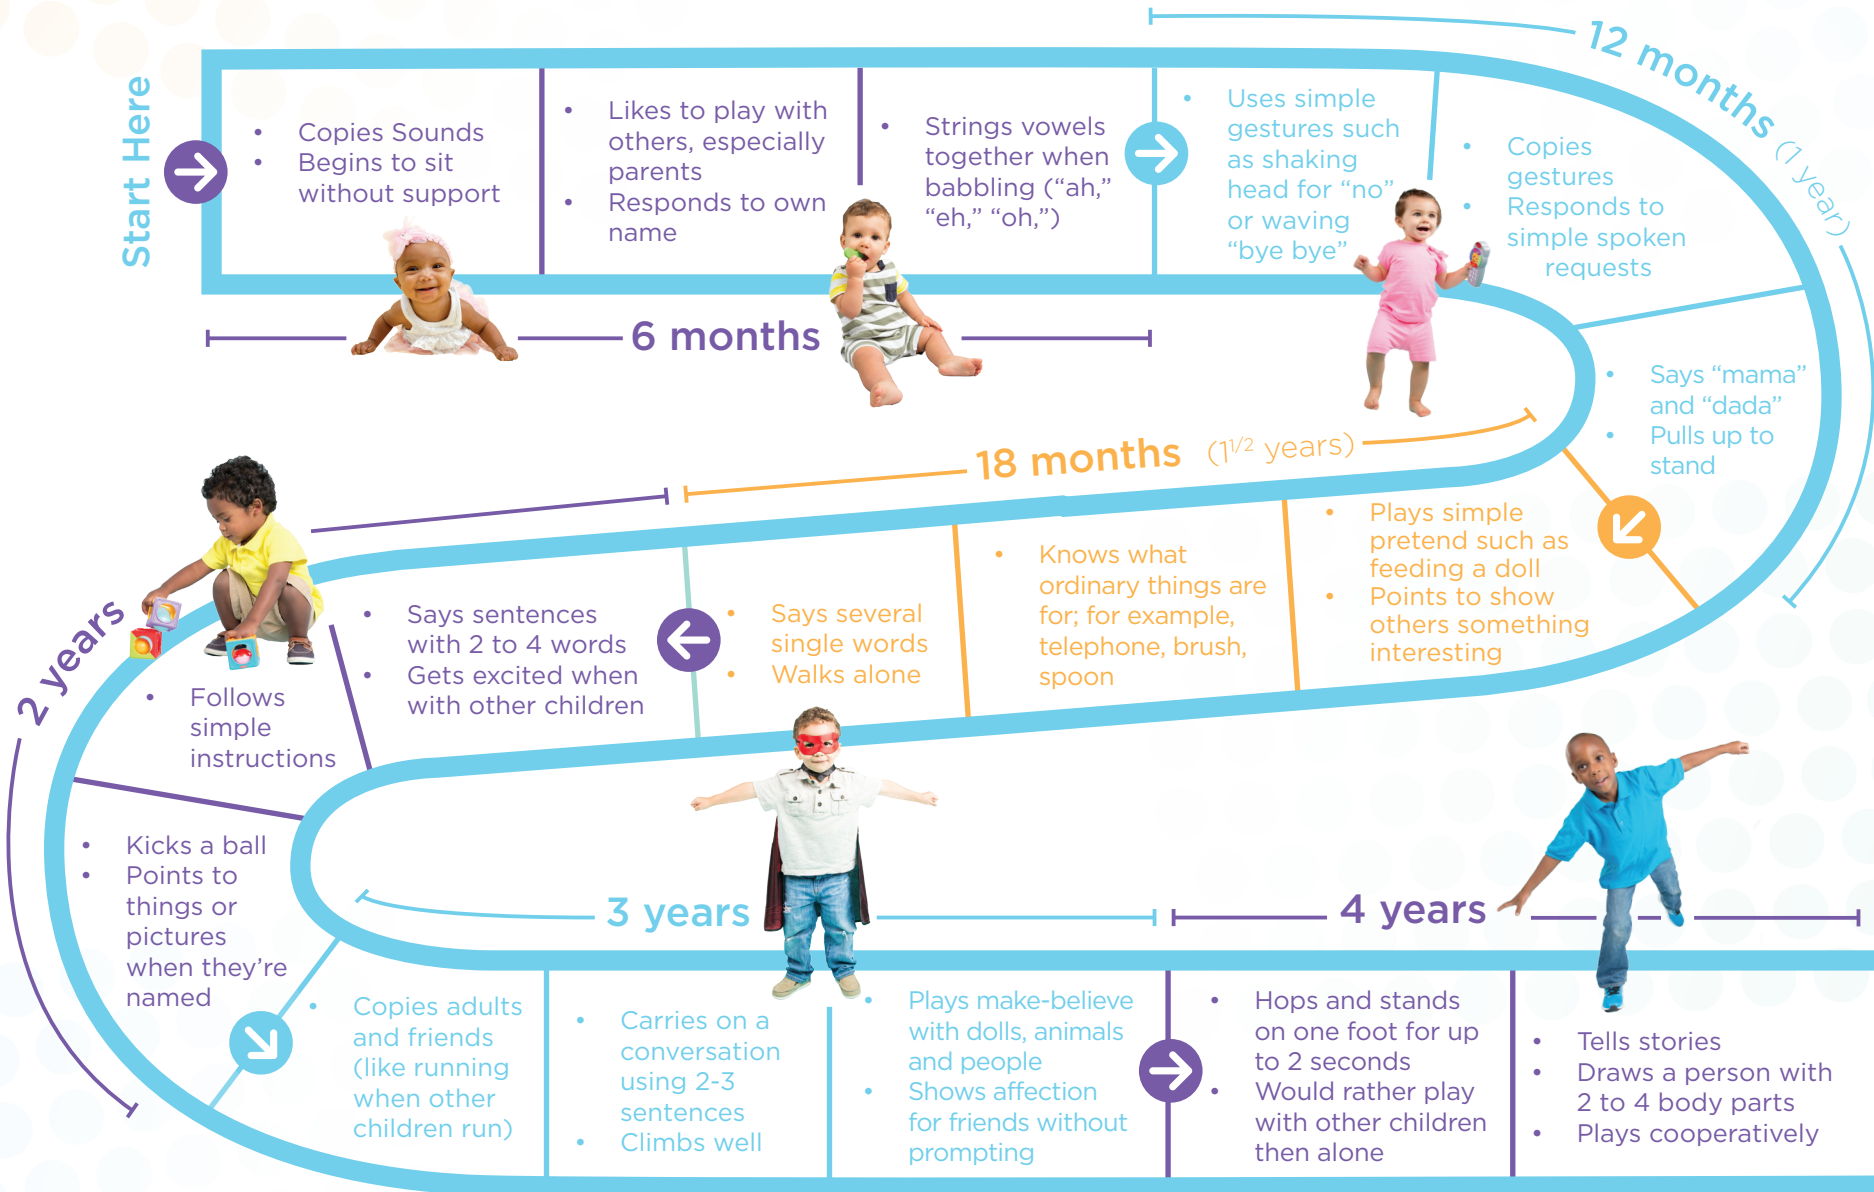 Start Here
• Copies Sounds
• Begins to sit
without support
• Likes to play with
others, especially
parents
• Responds to own
name
• Strings vowels
together when
babbling (“ah,”
“eh,” “oh,”)
6 months
12 months (1 year)
• Uses simple
gestures such
as shaking
head for “no”
or waving
“bye bye”
• Copies
gestures
• Responds to
simple spoken
requests
• Says “mama”
and “dada”
• Pulls up to
stand
18 months (1 1/2 years)
• Plays simple
pretend such as
feeding a doll
• Points to show
others something
interesting
• Knows what
ordinary things are
for; for example,
telephone, brush,
spoon
• Says several
single words
• Walks alone
2 years
• Says sentences
with 2 to 4 words
• Gets excited when
with other children
• Follows
simple
instructions
• Kicks a ball
• Points to
things or
pictures
when they’re
named
3 years
• Copies adults
and friends
(like running
when other
children run)
• Carries on a
conversation
using 2-3
sentences
• Climbs well
• Plays make-believe
with dolls, animals
and people
• Shows affection
for friends without
prompting
4 years
• Hops and stands
on one foot for up
to 2 seconds
• Would rather play
with other children
then alone
• Tells stories
• Draws a person with
2 to 4 body parts
• Plays cooperatively